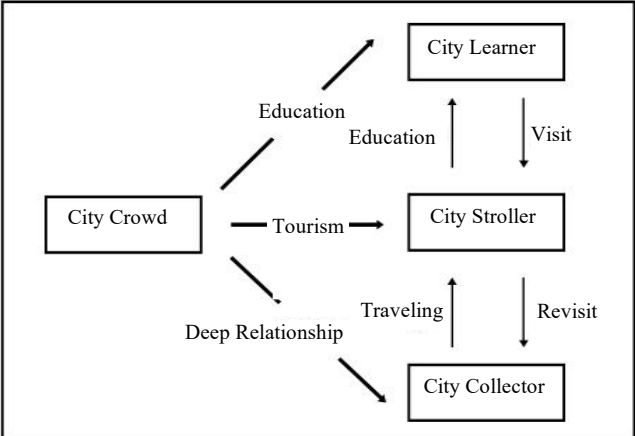 City Learner
Education
Education
Visit
City Crowd
Tourism
City Stroller
Traveling
Revisit
Deep Relationship
City Collector